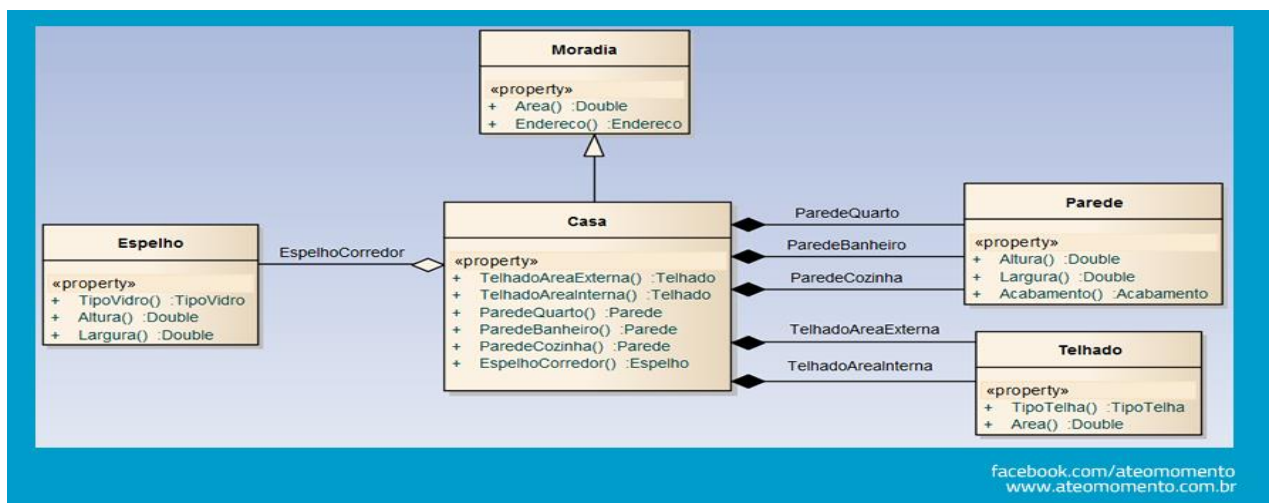 Moradia
«property»
+ Area() :Double
+ Endereco() :Endereco
Espelho
«property»
+ TipoVidro() :TipoVidro
+ Altura() :Double
+ Largura() :Double
EspelhoCorredor
Casa
«property»
+ TelhadoAreaExterna() :Telhado
+ TelhadoAreaInterna() :Telhado
+ ParedeQuarto() :Parede
+ ParedeBanheiro() :Parede
+ ParedeCozinha() :Parede
+ EspelhoCorredor() :Espelho
ParedeQuarto
ParedeBanheiro
ParedeCozinha
TelhadoAreaExterna
TelhadoAreaInterna
Parede
«property»
+ Altura() :Double
+ Largura() :Double
+ Acabamento() :Acabamento
Telhado
«property»
+ TipoTelha() :TipoTelha
+ Area() :Double
facebook.com/ateomomento
www.ateomomento.com.br